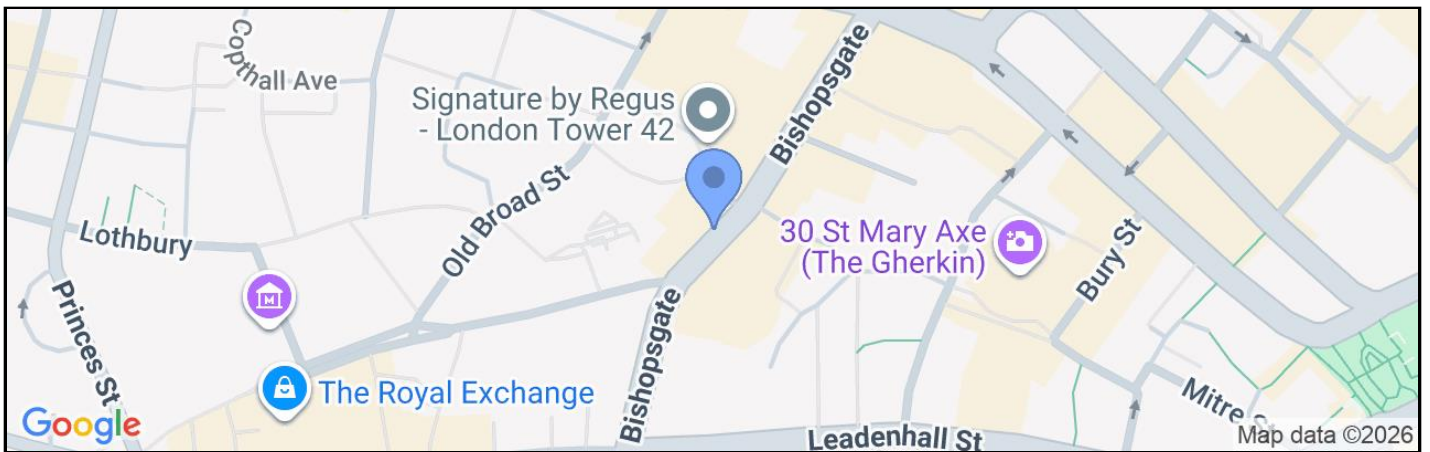 Copthall Ave
Signature by Regus
- London Tower 42
Bishopsgate
Old Broad St
Lothbury
30 St Mary Axe
(The Gherkin)
Bury St
Princes St
M
The Royal Exchange
Bishopsgate
Mitre
Google
Leadenhall St
Map data ©2026